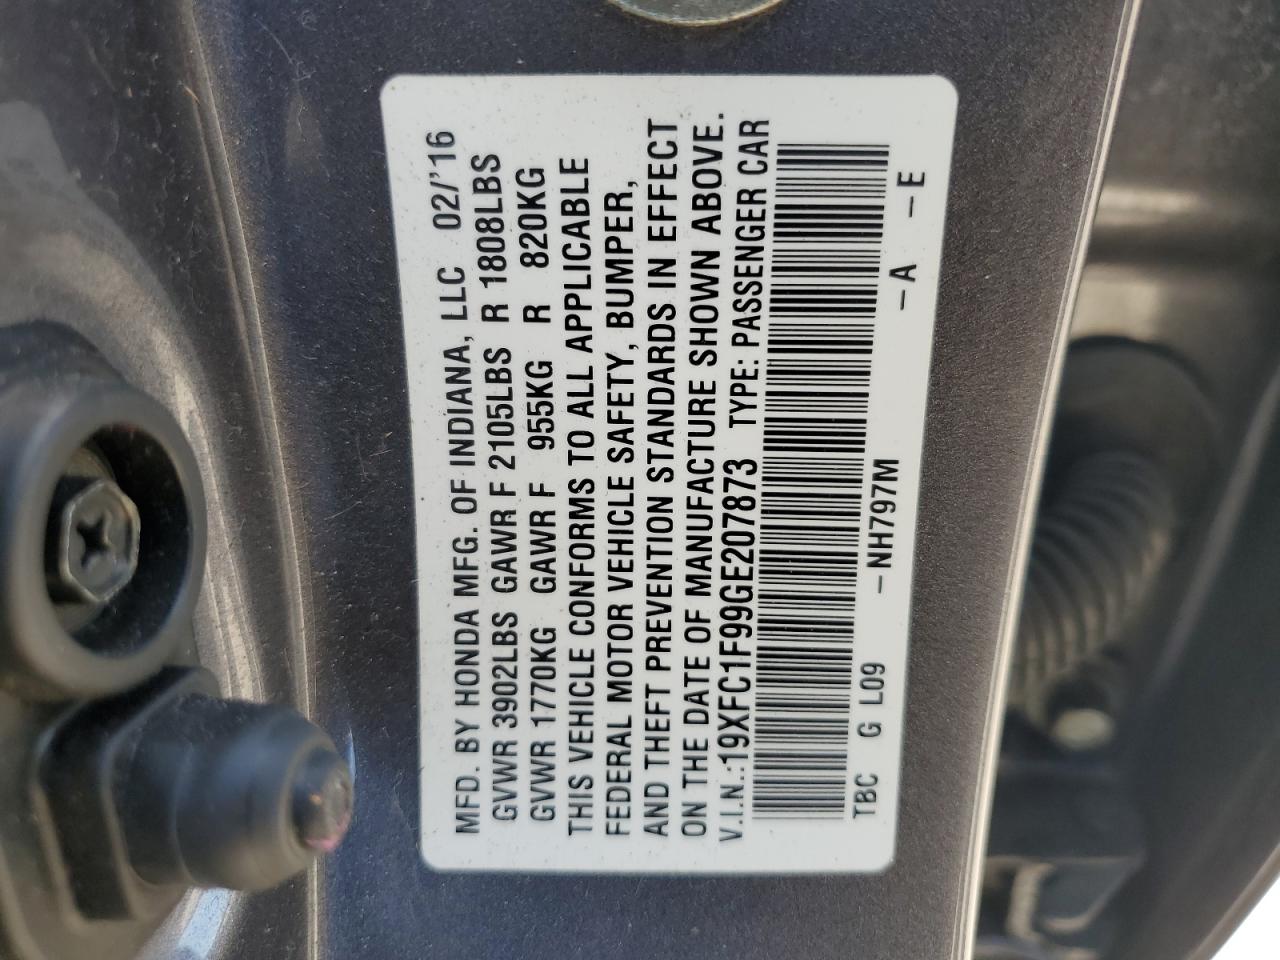 MFD. BY HONDA MFG. OF INDIANA, LLC 02/'16
GVWR 3902LBS GAWR F 2105LBS R 1808LBS
GVWR 1770KG GAWR F 955KG R 820KG
THIS VEHICLE CONFORMS TO ALL APPLICABLE
FEDERAL MOTOR VEHICLE SAFETY, BUMPER,
AND THEFT PREVENTION STANDARDS IN EFFECT
ON THE DATE OF MANUFACTURE SHOWN ABOVE.
V.I.N.:19XFC1F99GE207873 TYPE: PASSENGER CAR
TBC G L09 -NH797M -A -E